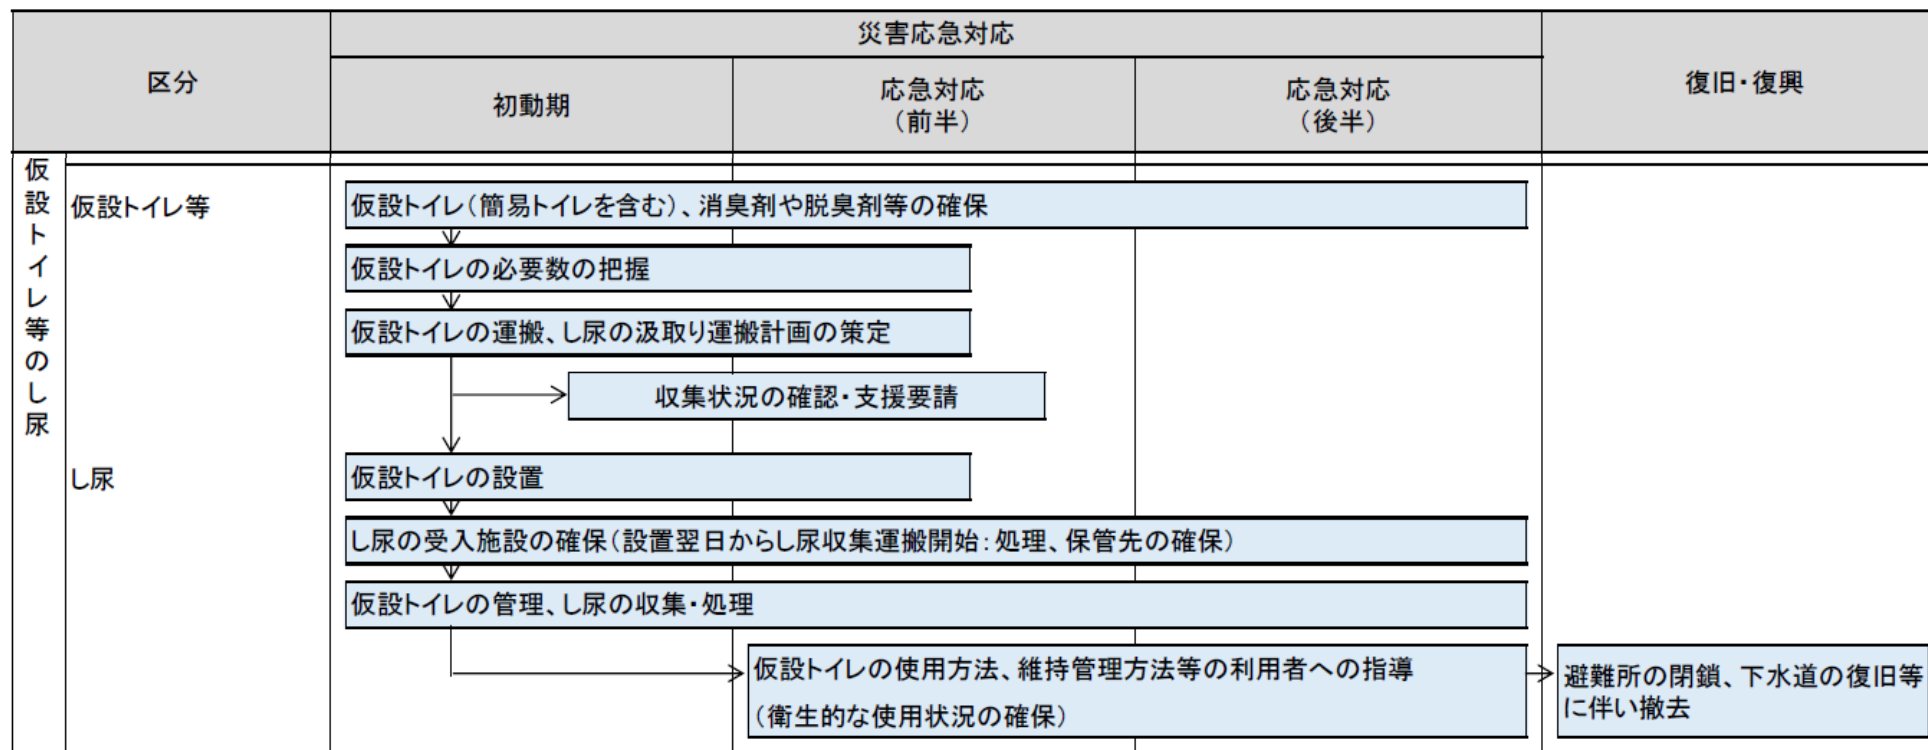 区分
災害応急対応
復旧・復興
初動期
応急対応
（前半）
応急対応
（後半）
仮設トイレ等のし尿
仮設トイレ等
仮設トイレ（簡易トイレを含む）、消臭剤や脱臭剤等の確保
仮設トイレの必要数の把握
仮設トイレの運搬、し尿の汲取り運搬計画の策定
収集状況の確認・支援要請
し尿
仮設トイレの設置
し尿の受入施設の確保（設置翌日からし尿収集運搬開始：処理、保管先の確保）
仮設トイレの管理、し尿の収集・処理
仮設トイレの使用方法、維持管理方法等の利用者への指導
（衛生的な使用状況の確保）
避難所の閉鎖、下水道の復旧等
に伴い撤去